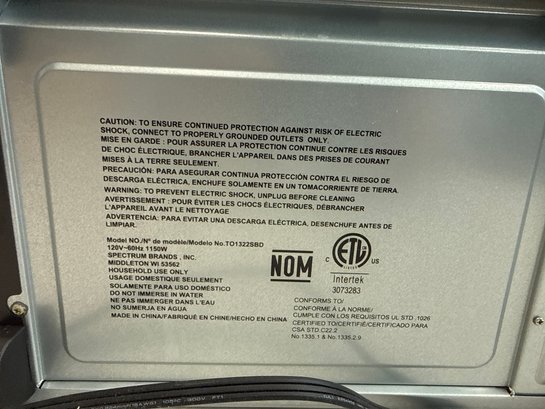 CAUTION: TO ENSURE CONTINUED PROTECTION AGAINST RISK OF ELECTRIC
SHOCK, CONNECT TO PROPERLY GROUNDED OUTLETS ONLY.
MISE EN GARDE : POUR ASSURER LA PROTECTION CONTINUE CONTRE LES RISQUES
DE CHOC ÉLECTRIQUE, BRANCHER L'APPAREIL DANS DES PRISES DE COURANT
MISES À LA TERRE SEULEMENT.
PRECAUCIÓN: PARA ASEGURAR CONTINUA PROTECCIÓN CONTRA EL RIESGO DE
DESCARGA ELÉCTRICA, ENCHUFE SOLAMENTE EN UN TOMACORRIENTE DE TIERRA.
WARNING: TO PREVENT ELECTRIC SHOCK, UNPLUG BEFORE CLEANING
AVERTISSEMENT : POUR ÉVITER LES CHOCS ÉLECTRIQUES, DÉBRANCHER
L'APPAREIL AVANT LE NETTOYAGE
ADVERTENCIA: PARA EVITAR UNA DESCARGA ELÉCTRICA, DESENCHUFE ANTES DE
LIMPIAR.
Model NO./Nº de modèle/Modelo No.TO1322SBD
120V~60Hz 1150W
SPECTRUM BRANDS , INC.
MIDDLETON WI 53562
HOUSEHOLD USE ONLY
USAGE DOMESTIQUE SEULEMENT
SOLAMENTE PARA USO DOMÉSTICO
DO NOT IMMERSE IN WATER
NE PAS IMMERGER DANS L'EAU
NO SUMERJA EN AGUA
MADE IN CHINA/FABRIQUÉ EN CHINE/HECHO EN CHINA
NOM
C ETL US
LISTED
Intertek
3073283
CONFORMS TO/
CONFORME À LA NORME/
CUMPLE CON LOS REQUISITOS UL STD .1026
CERTIFIED TO/CERTIFIÉ/CERTIFICADO PARA
CSA STD.C22.2
No.1335.1 & No.1335.2.9
105°C 300V FT1